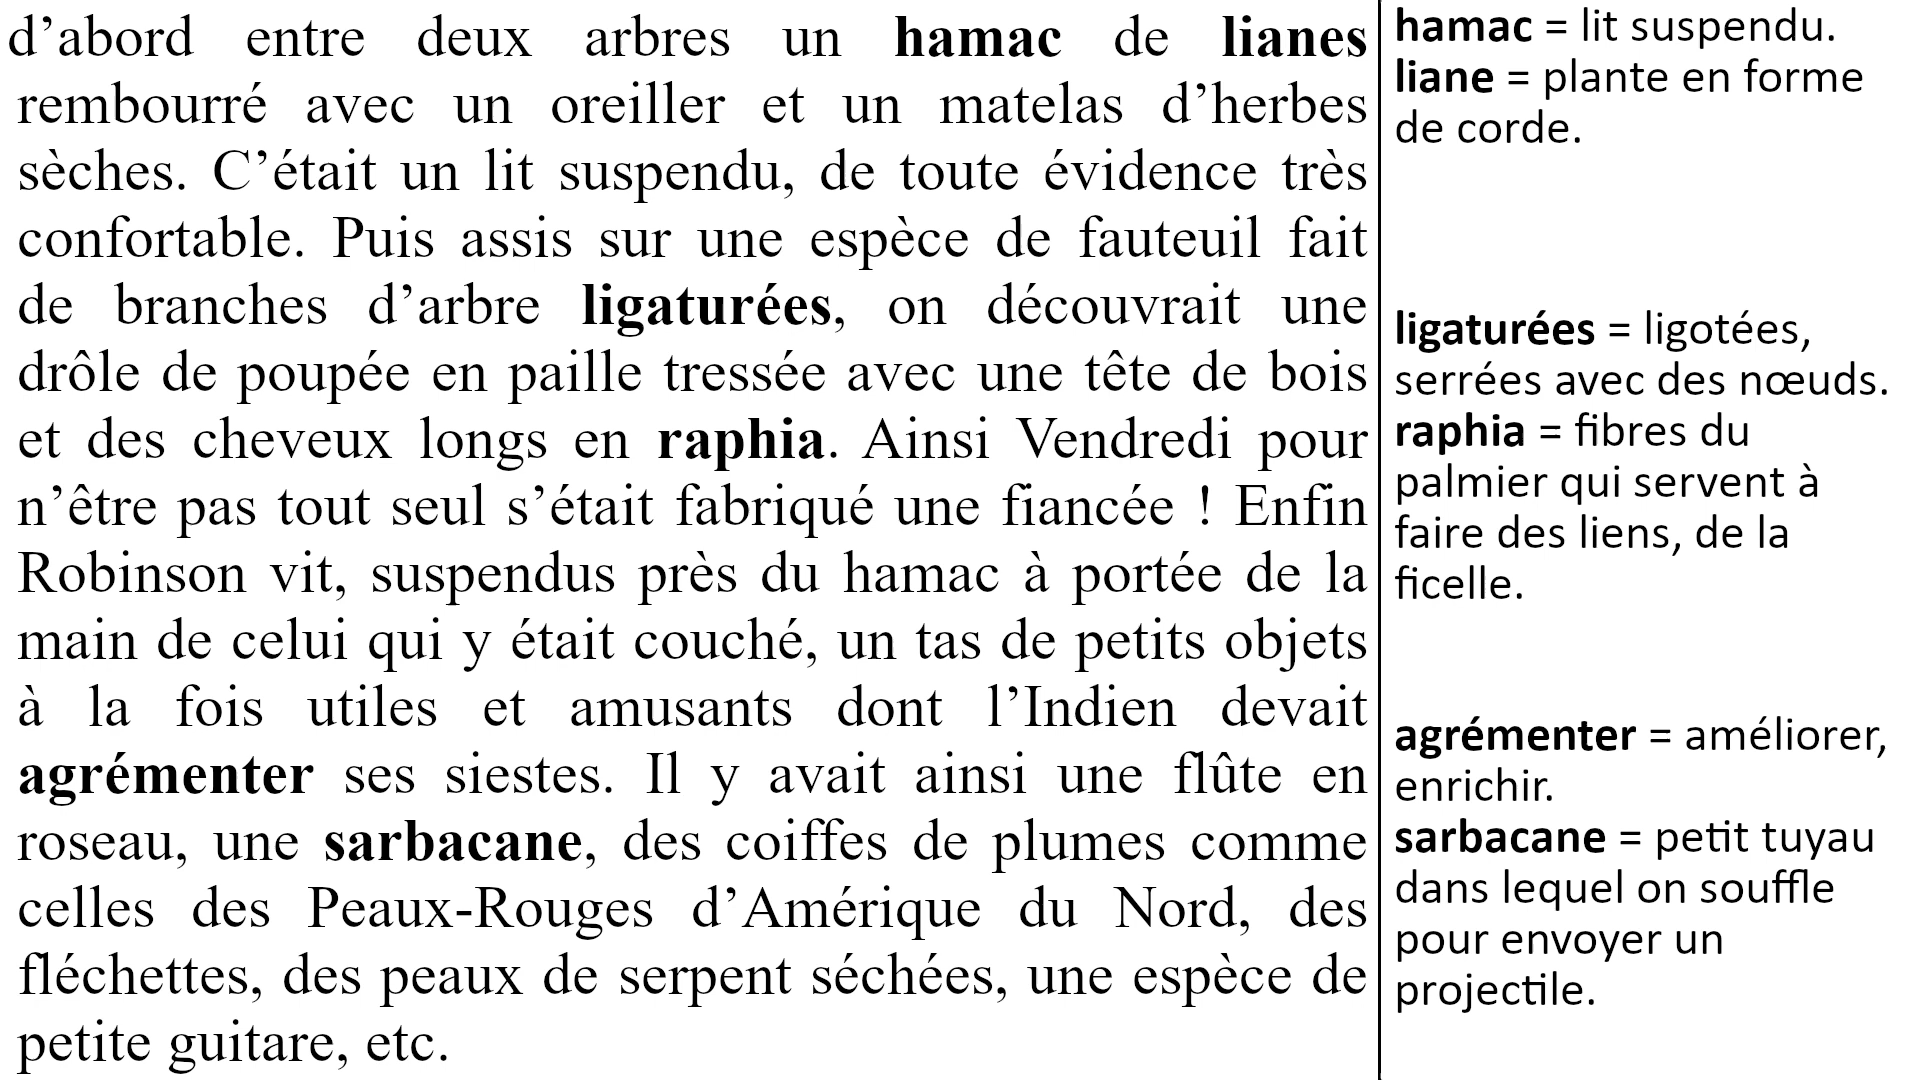 d’abord entre deux arbres un hamac de lianes
rembourré avec un oreiller et un matelas d’herbes
sèches. C’était un lit suspendu, de toute évidence très
confortable. Puis assis sur une espèce de fauteuil fait
de branches d’arbre ligaturées, on découvrait une
drôle de poupée en paille tressée avec une tête de bois
et des cheveux longs en raphia. Ainsi Vendredi pour
n’être pas tout seul s’était fabriqué une fiancée ! Enfin
Robinson vit, suspendus près du hamac à portée de la
main de celui qui y était couché, un tas de petits objets
à la fois utiles et amusants dont l’Indien devait
agrémenter ses siestes. Il y avait ainsi une flûte en
roseau, une sarbacane, des coiffes de plumes comme
celles des Peaux-Rouges d’Amérique du Nord, des
fléchettes, des peaux de serpent séchées, une espèce de
petite guitare, etc.
hamac = lit suspendu.
liane = plante en forme
de corde.
ligaturées = ligotées,
serrées avec des nœuds.
raphia = fibres du
palmier qui servent à
faire des liens, de la
ficelle.
agrémenter = améliorer,
enrichir.
sarbacane = petit tuyau
dans lequel on souffle
pour envoyer un
projectile.